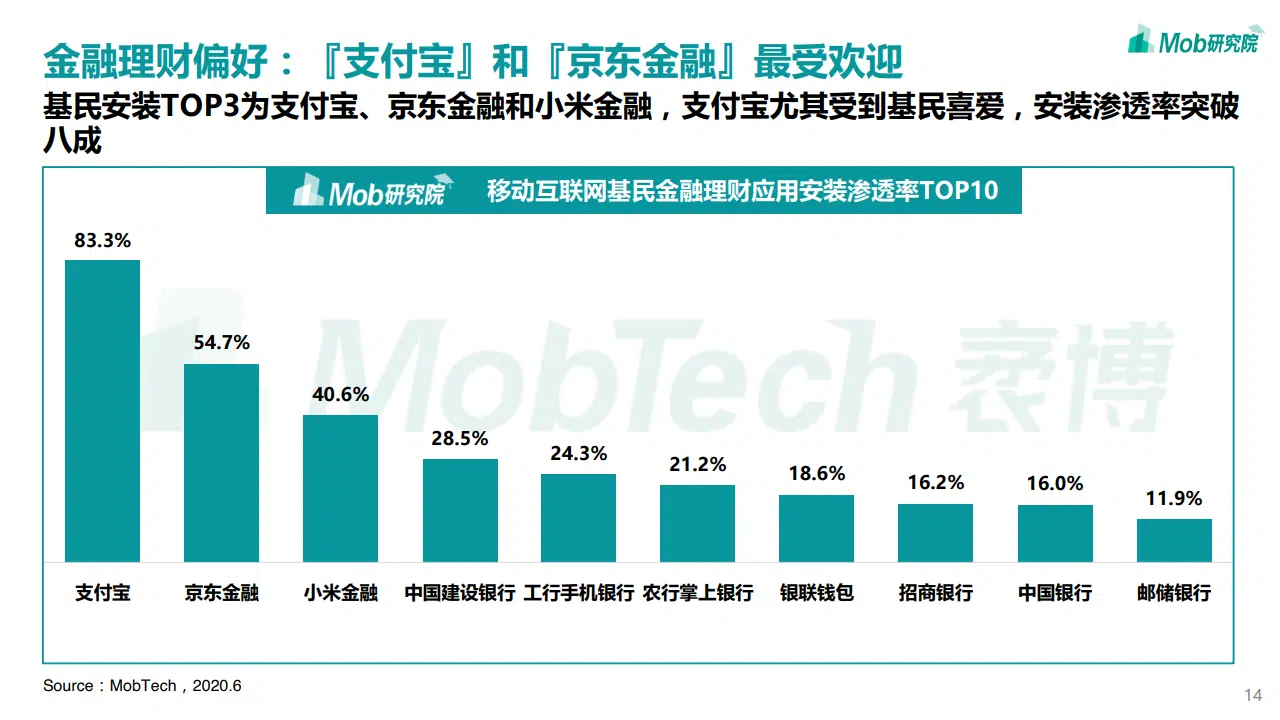 Mob研究院
金融理财偏好：『支付宝』和『京东金融』最受欢迎
基民安装TOP3为支付宝、京东金融和小米金融，支付宝尤其受到基民喜爱，安装渗透率突破
八成
Mob研究院 移动互联网基民金融理财应用安装渗透率TOP10
83.3%
54.7%
40.6%
28.5%
24.3%
21.2%
18.6%
16.2%
16.0%
11.9%
MobTech 袤博
支付宝 京东金融 小米金融 中国建设银行 工行手机银行 农行掌上银行 银联钱包 招商银行 中国银行 邮储银行
Source：MobTech，2020.6
14